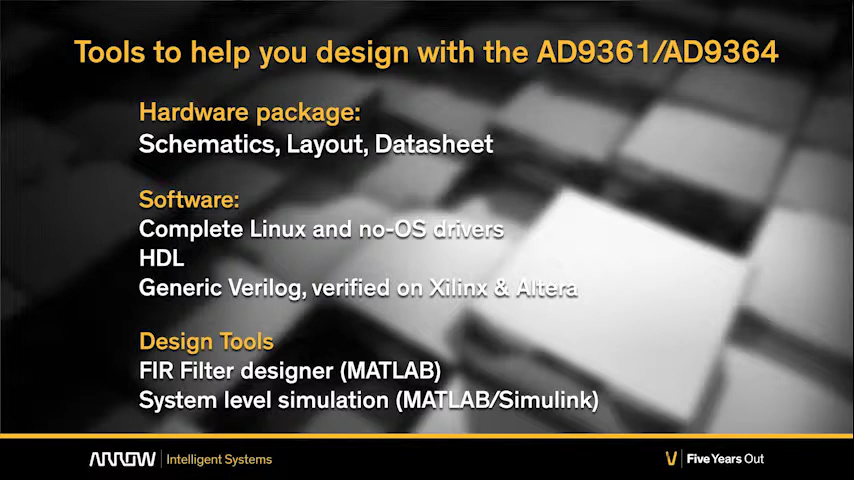 Tools to help you design with the AD9361/AD9364
Hardware package:
Schematics, Layout, Datasheet
Software:
Complete Linux and no-OS drivers
HDL
Generic Verilog, verified on Xilinx & Altera
Design Tools
FIR Filter designer (MATLAB)
System level simulation (MATLAB/Simulink)
ARROW | Intelligent Systems
V | Five Years Out